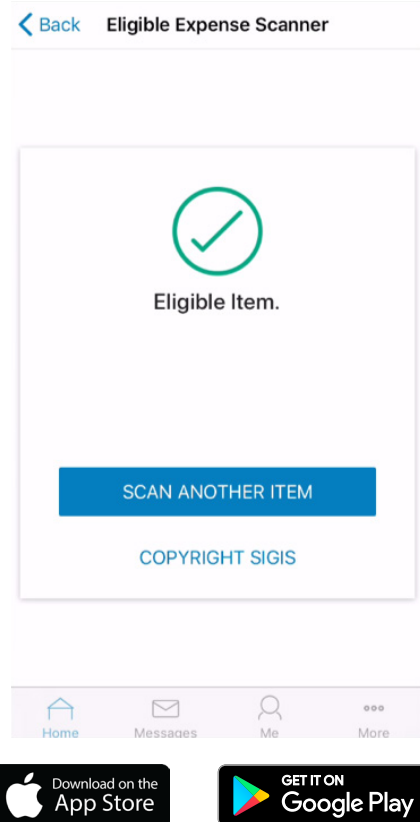 Back Eligible Expense Scanner
Eligible Item.
SCAN ANOTHER ITEM
COPYRIGHT SIGIS
Home Messages Me More
Download on the
App Store
GET IT ON
Google Play